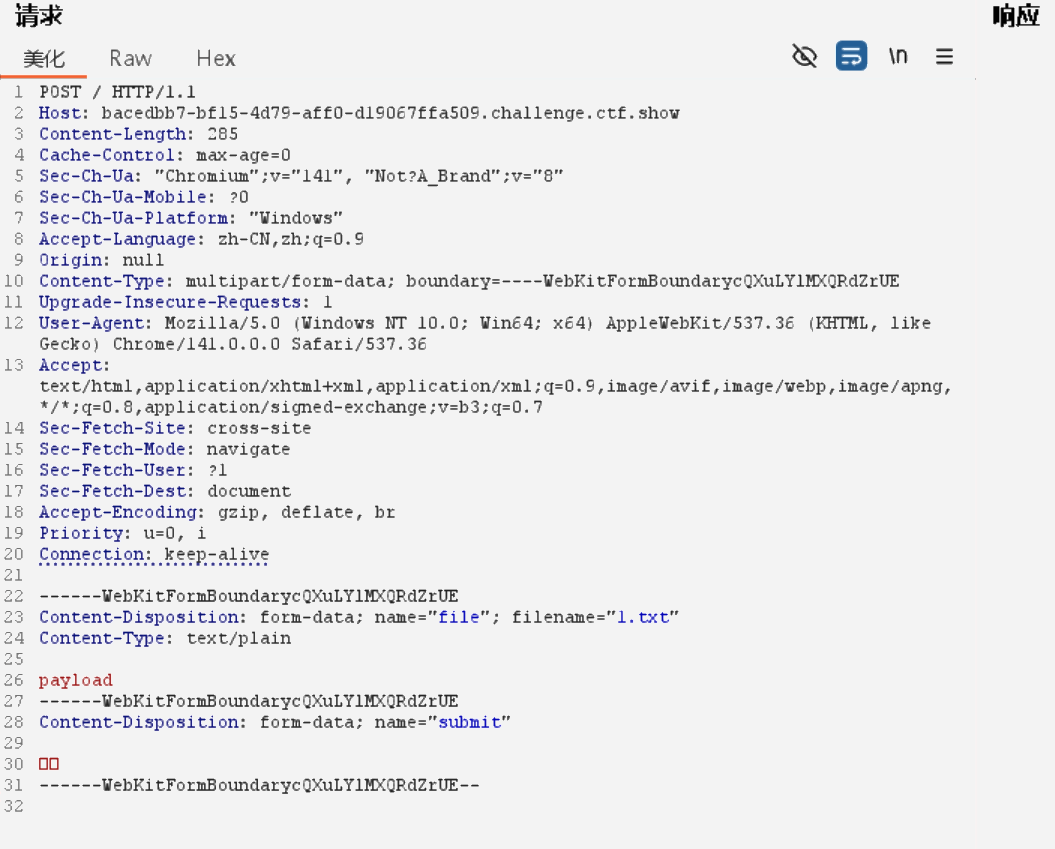 请求
响应
美化 Raw Hex \n
1 POST / HTTP/1.1
2 Host: bacedbb7-bf15-4d79-aff0-d19067ffa509.challenge.ctf.show
3 Content-Length: 285
4 Cache-Control: max-age=0
5 Sec-Ch-Ua: "Chromium";v="141", "Not?A_Brand";v="8"
6 Sec-Ch-Ua-Mobile: ?0
7 Sec-Ch-Ua-Platform: "Windows"
8 Accept-Language: zh-CN,zh;q=0.9
9 Origin: null
10 Content-Type: multipart/form-data; boundary=----WebKitFormBoundarycQXuLYlMXQRdZrUE
11 Upgrade-Insecure-Requests: 1
12 User-Agent: Mozilla/5.0 (Windows NT 10.0; Win64; x64) AppleWebKit/537.36 (KHTML, like
Gecko) Chrome/141.0.0.0 Safari/537.36
13 Accept:
text/html,application/xhtml+xml,application/xml;q=0.9,image/avif,image/webp,image/apng,
*/*;q=0.8,application/signed-exchange;v=b3;q=0.7
14 Sec-Fetch-Site: cross-site
15 Sec-Fetch-Mode: navigate
16 Sec-Fetch-User: ?1
17 Sec-Fetch-Dest: document
18 Accept-Encoding: gzip, deflate, br
19 Priority: u=0, i
20 Connection: keep-alive
21
22 ------WebKitFormBoundarycQXuLYlMXQRdZrUE
23 Content-Disposition: form-data; name="file"; filename="1.txt"
24 Content-Type: text/plain
25
26 payload
27 ------WebKitFormBoundarycQXuLYlMXQRdZrUE
28 Content-Disposition: form-data; name="submit"
29
30 □□
31 ------WebKitFormBoundarycQXuLYlMXQRdZrUE--
32